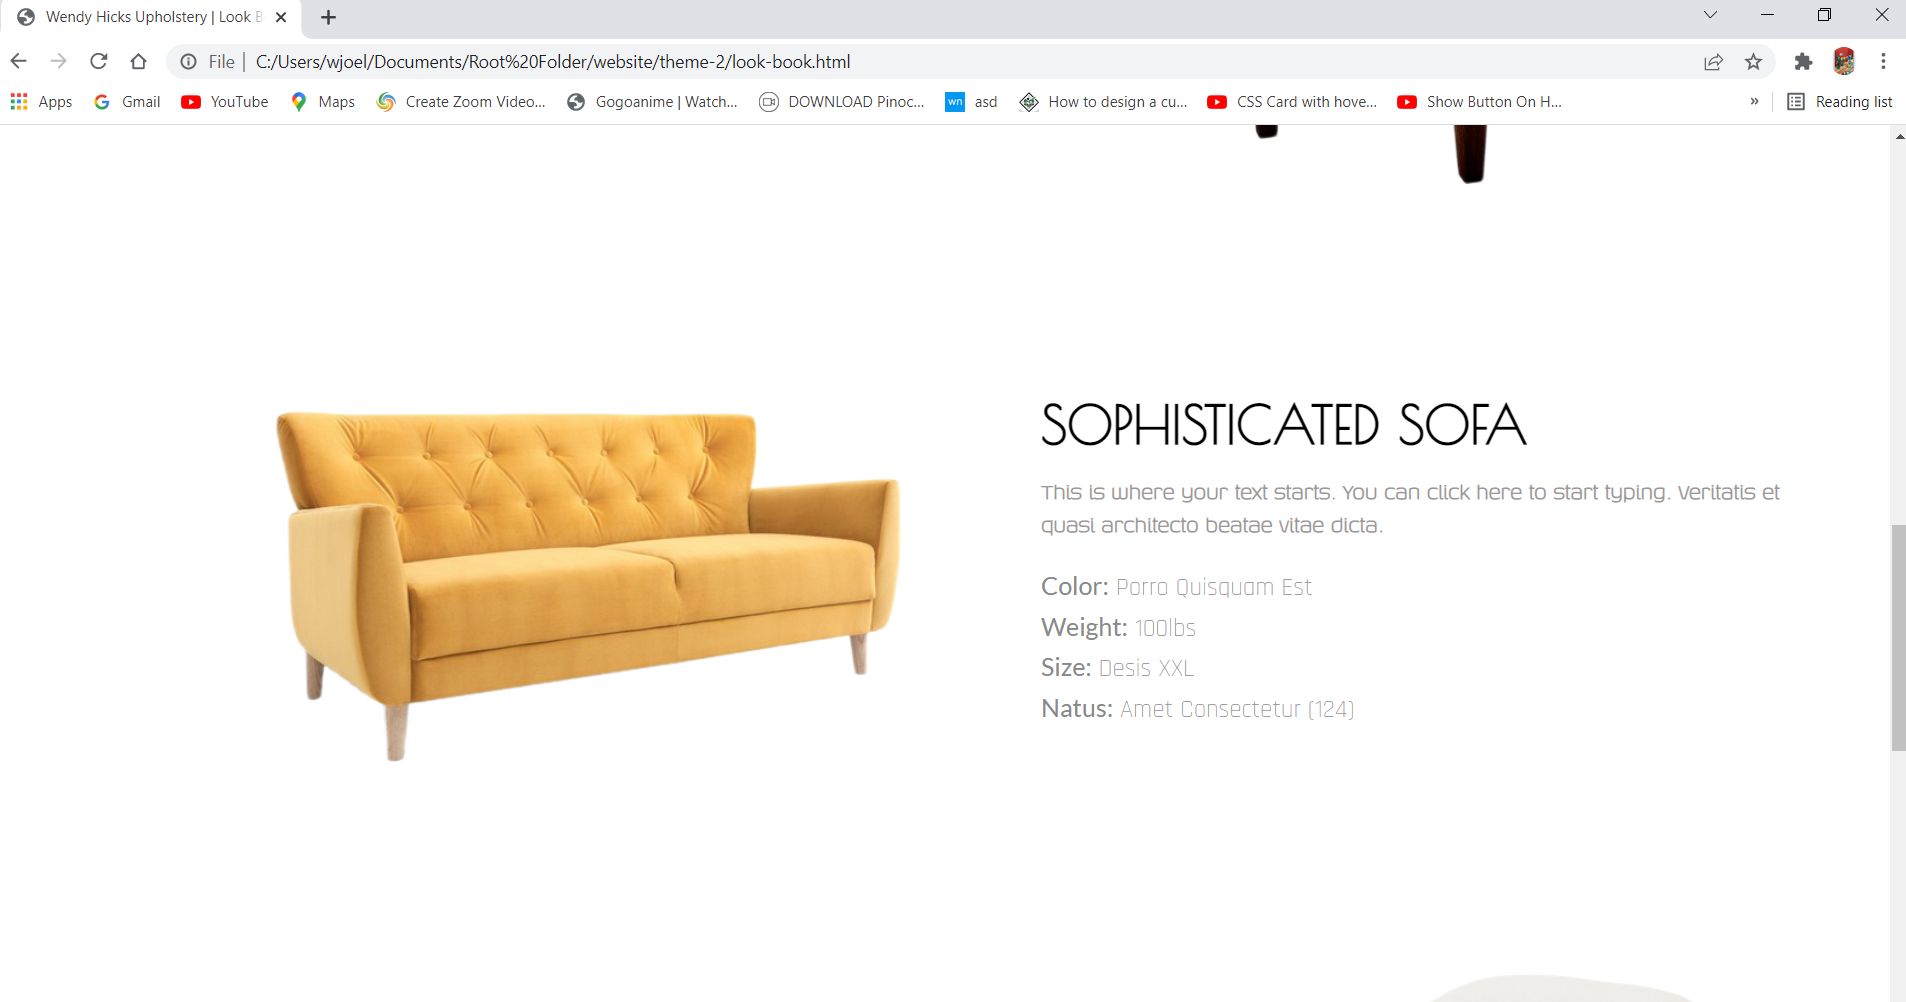 Wendy Hicks Upholstery | Look B
File | C:/Users/wjoel/Documents/Root%20Folder/website/theme-2/look-book.html
Apps Gmail YouTube Maps Create Zoom Video... Gogoanime | Watch... DOWNLOAD Pinoc... wn asd How to design a cu... CSS Card with hove... Show Button On H... » Reading list
SOPHISTICATED SOFA
This is where your text starts. You can click here to start typing. Veritatis et
quasi architecto beatae vitae dicta.
Color: Porro Quisquam Est
Weight: 100lbs
Size: Desis XXL
Natus: Amet Consectetur (124)